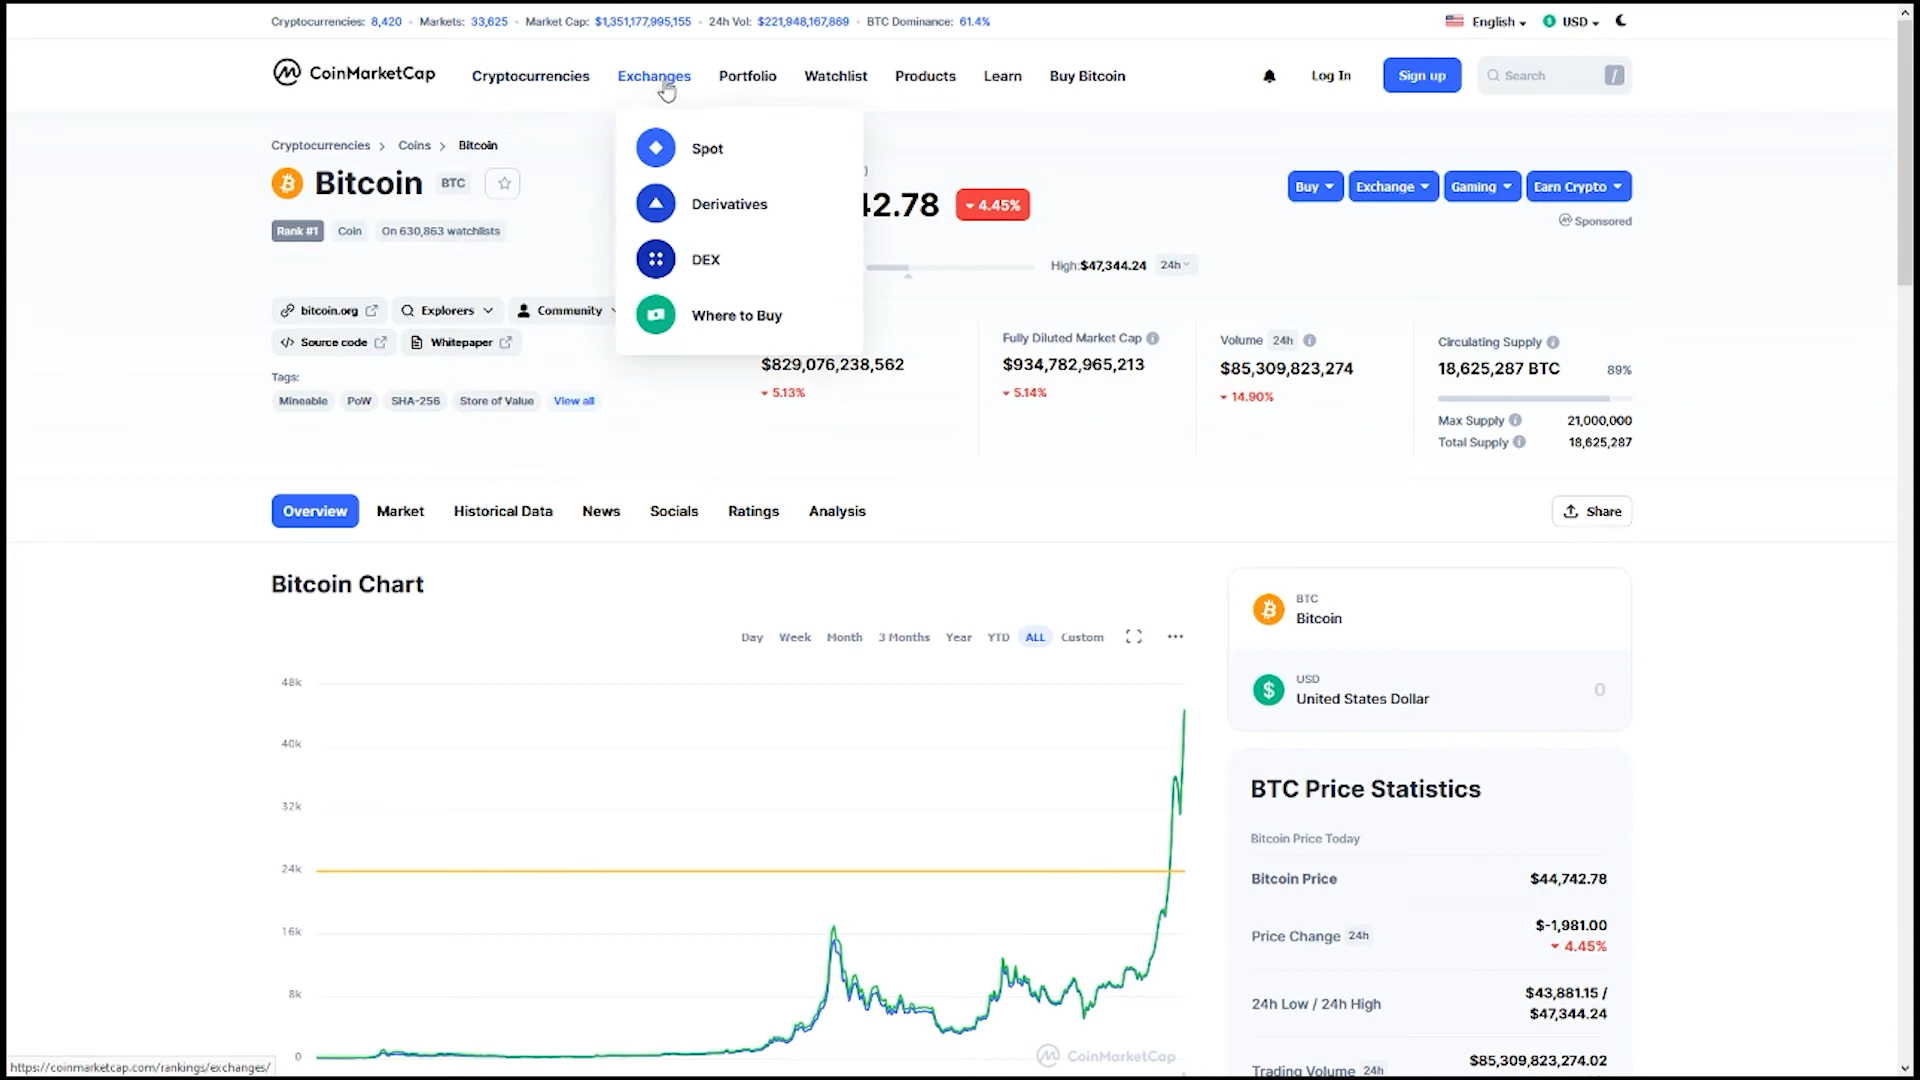 Cryptocurrencies: 8,420 • Markets: 33,625 • Market Cap: $1,351,177,995,155 • 24h Vol: $221,948,167,869 • BTC Dominance: 61.4%
English USD
CoinMarketCap Cryptocurrencies Exchanges Portfolio Watchlist Products Learn Buy Bitcoin Log In Sign up Search /
Cryptocurrencies > Coins > Bitcoin
Bitcoin BTC
Rank #1 Coin On 630,863 watchlists
bitcoin.org Explorers Community
Source code Whitepaper
Tags:
Mineable PoW SHA-256 Store of Value View all
Spot
Derivatives
DEX
Where to Buy
42.78 4.45%
High:$47,344.24 24h
Buy Exchange Gaming Earn Crypto
Sponsored
$829,076,238,562
5.13%
Fully Diluted Market Cap
$934,782,965,213
5.14%
Volume 24h
$85,309,823,274
14.90%
Circulating Supply
18,625,287 BTC 89%
Max Supply 21,000,000
Total Supply 18,625,287
Overview Market Historical Data News Socials Ratings Analysis Share
Bitcoin Chart
Day Week Month 3 Months Year YTD ALL Custom
48k
40k
32k
24k
16k
8k
0
CoinMarketCap
BTC
Bitcoin
USD
United States Dollar 0
BTC Price Statistics
Bitcoin Price Today
Bitcoin Price $44,742.78
Price Change 24h $-1,981.00
4.45%
24h Low / 24h High $43,881.15 /
$47,344.24
Trading Volume 24h $85,309,823,274.02
https://coinmarketcap.com/rankings/exchanges/